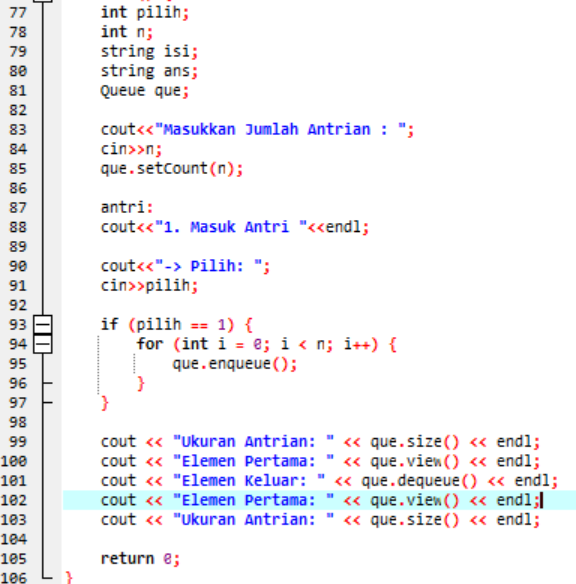 77 int pilih;
78 int n;
79 string isi;
80 string ans;
81 Queue que;
82
83 cout<<"Masukkan Jumlah Antrian : ";
84 cin>>n;
85 que.setCount(n);
86
87 antri:
88 cout<<"1. Masuk Antri "<<endl;
89
90 cout<<"-> Pilih: ";
91 cin>>pilih;
92
93 if (pilih == 1) {
94 for (int i = 0; i < n; i++) {
95 que.enqueue();
96 }
97 }
98
99 cout << "Ukuran Antrian: " << que.size() << endl;
100 cout << "Elemen Pertama: " << que.view() << endl;
101 cout << "Elemen Keluar: " << que.dequeue() << endl;
102 cout << "Elemen Pertama: " << que.view() << endl;
103 cout << "Ukuran Antrian: " << que.size() << endl;
104
105 return 0;
106 }